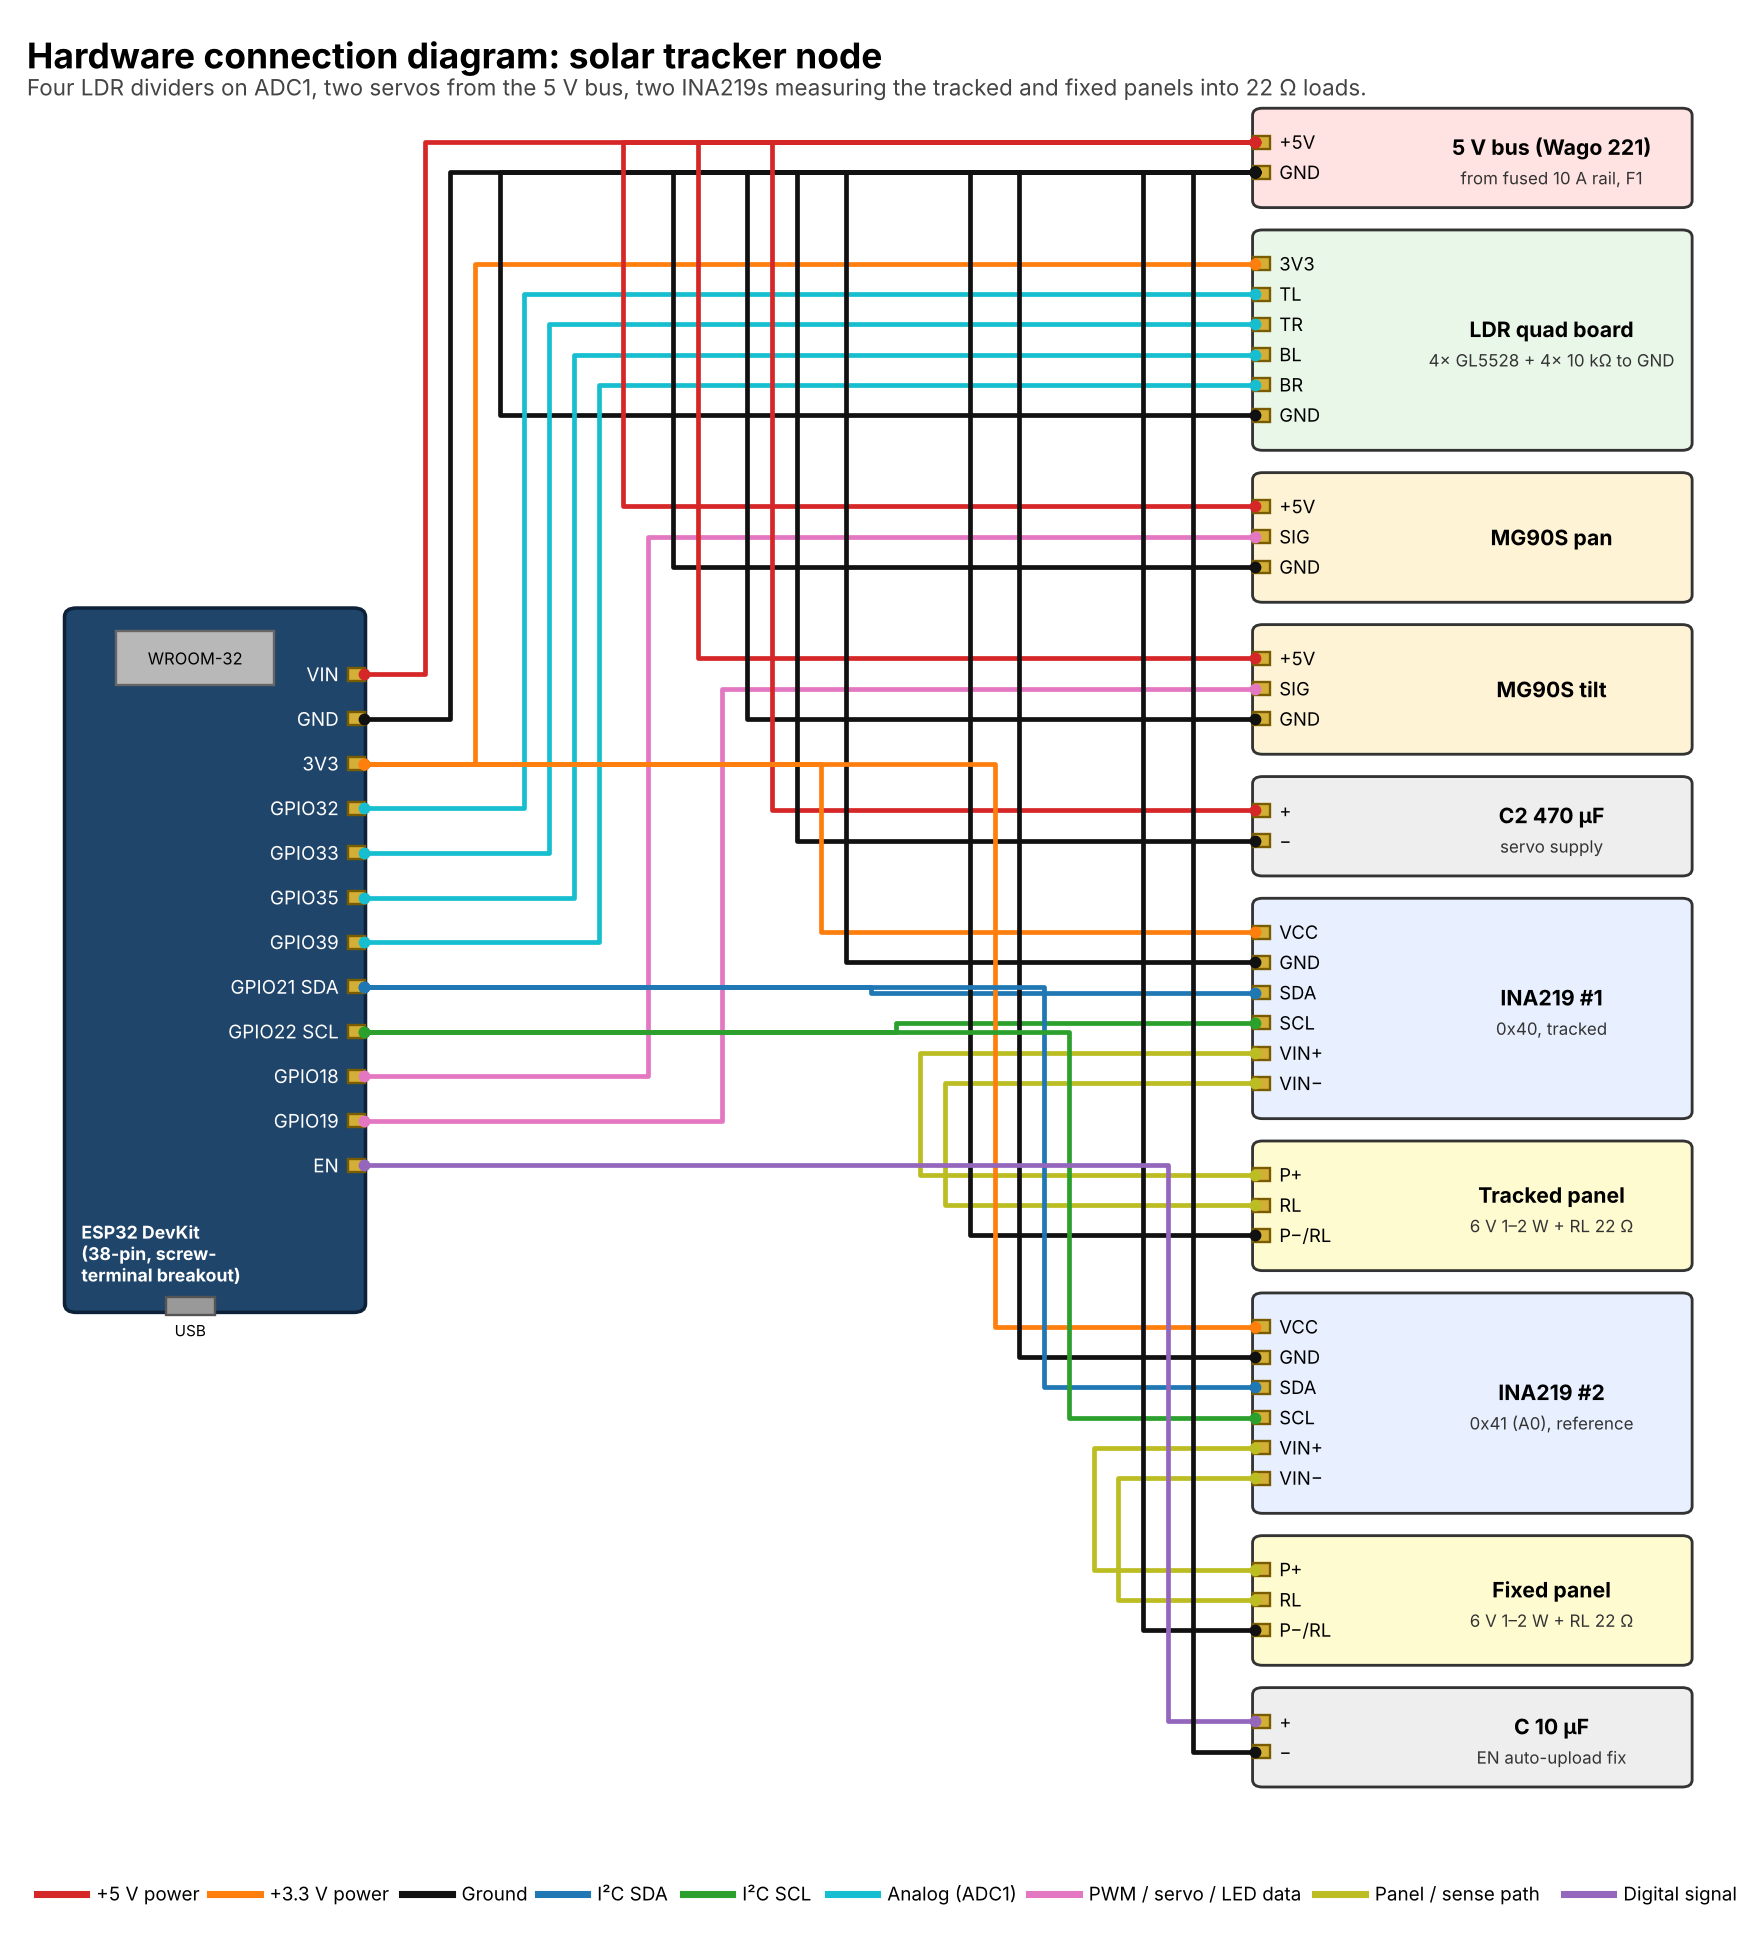 Hardware connection diagram: solar tracker node
Four LDR dividers on ADC1, two servos from the 5 V bus, two INA219s measuring the tracked and fixed panels into 22 Ω loads.
+5V
GND
5 V bus (Wago 221)
from fused 10 A rail, F1
3V3
TL
TR
BL
BR
GND
LDR quad board
4× GL5528 + 4× 10 kΩ to GND
+5V
SIG
GND
MG90S pan
+5V
SIG
GND
MG90S tilt
+
−
C2 470 µF
servo supply
VCC
GND
SDA
SCL
VIN+
VIN−
INA219 #1
0x40, tracked
P+
RL
P−/RL
Tracked panel
6 V 1–2 W + RL 22 Ω
VCC
GND
SDA
SCL
VIN+
VIN−
INA219 #2
0x41 (A0), reference
P+
RL
P−/RL
Fixed panel
6 V 1–2 W + RL 22 Ω
+
−
C 10 µF
EN auto-upload fix
WROOM-32
VIN
GND
3V3
GPIO32
GPIO33
GPIO35
GPIO39
GPIO21 SDA
GPIO22 SCL
GPIO18
GPIO19
EN
ESP32 DevKit
(38-pin, screw-
terminal breakout)
USB
+5 V power
+3.3 V power
Ground
I²C SDA
I²C SCL
Analog (ADC1)
PWM / servo / LED data
Panel / sense path
Digital signal